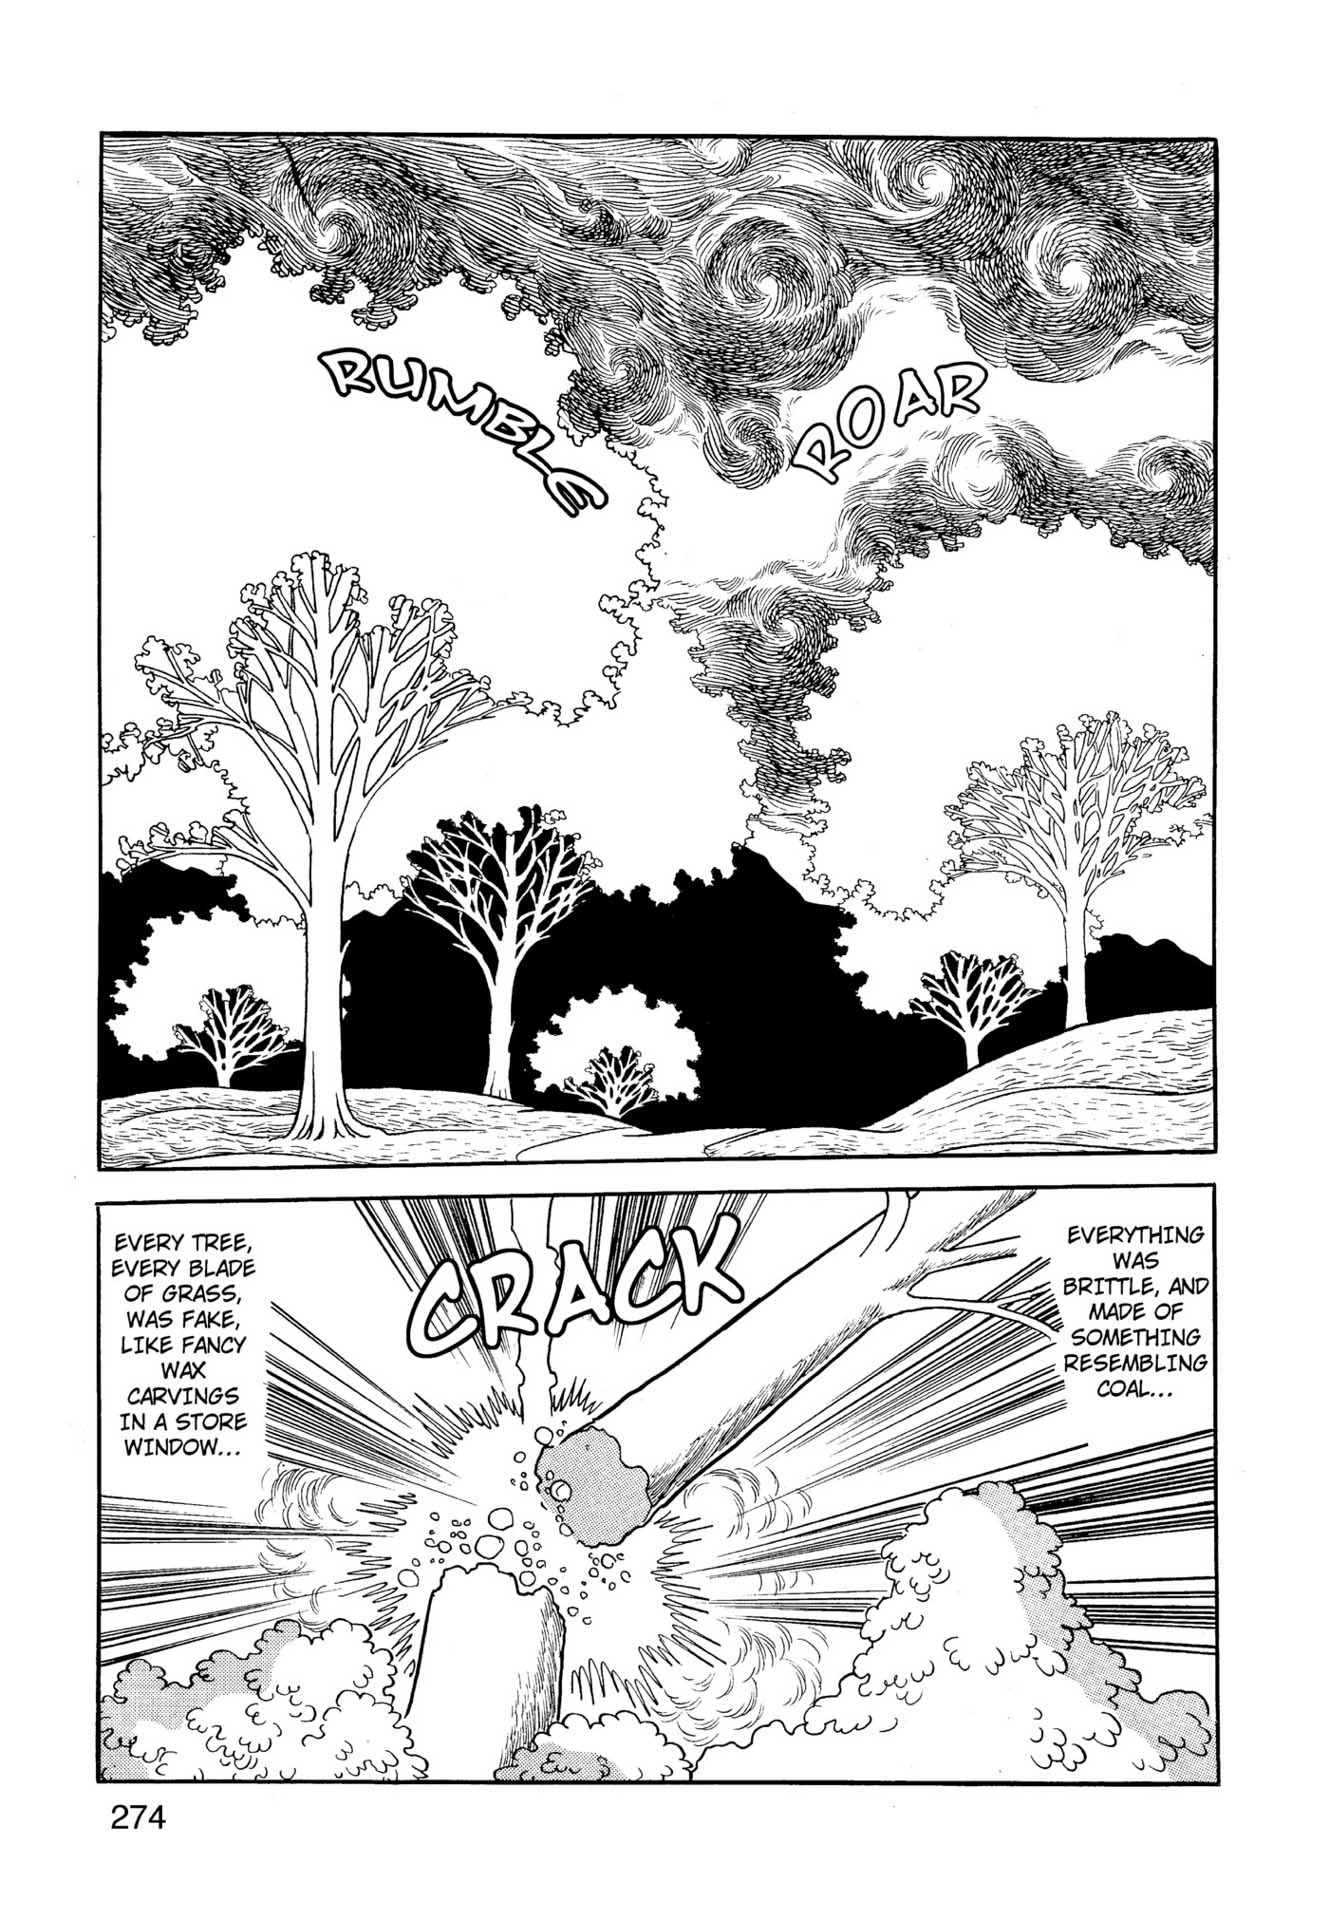 RUMBLE
ROAR
CRACK
EVERYTHING
WAS
BRITTLE, AND
MADE OF
SOMETHING
RESEMBLING
COAL...
EVERY TREE,
EVERY BLADE
OF GRASS,
WAS FAKE,
LIKE FANCY
WAX
CARVINGS
IN A STORE
WINDOW...
274